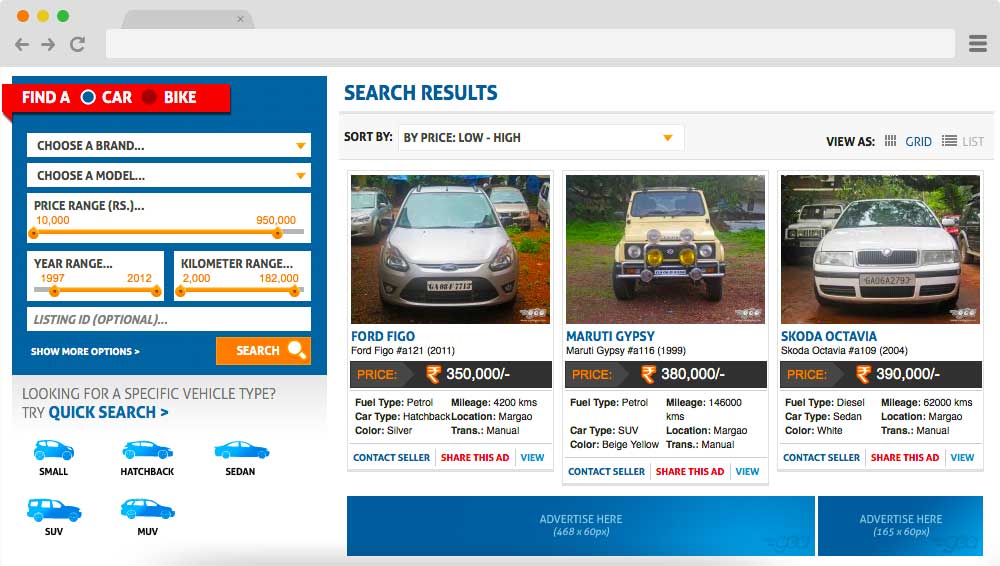 FIND A CAR BIKE
CHOOSE A BRAND...
CHOOSE A MODEL...
PRICE RANGE (RS.)...
10,000 950,000
YEAR RANGE...
1997 2012
KILOMETER RANGE...
2,000 182,000
LISTING ID (OPTIONAL)...
SHOW MORE OPTIONS >
SEARCH
LOOKING FOR A SPECIFIC VEHICLE TYPE?
TRY QUICK SEARCH >
SMALL
HATCHBACK
SEDAN
SUV
MUV
SEARCH RESULTS
SORT BY: BY PRICE: LOW - HIGH
VIEW AS: GRID LIST
FORD FIGO
Ford Figo #a121 (2011)
PRICE: 350,000/-
Fuel Type: Petrol Mileage: 4200 kms
Car Type: Hatchback Location: Margao
Color: Silver Trans.: Manual
CONTACT SELLER SHARE THIS AD VIEW
MARUTI GYPSY
Maruti Gypsy #a116 (1999)
PRICE: 380,000/-
Fuel Type: Petrol Mileage: 146000
kms
Car Type: SUV Location: Margao
Color: Beige Yellow Trans.: Manual
CONTACT SELLER SHARE THIS AD VIEW
GA06A2793
SKODA OCTAVIA
Skoda Octavia #a109 (2004)
PRICE: 390,000/-
Fuel Type: Diesel Mileage: 62000 kms
Car Type: Sedan Location: Margao
Color: White Trans.: Manual
CONTACT SELLER SHARE THIS AD VIEW
ADVERTISE HERE
(468 x 60px)
ADVERTISE HERE
(165 x 60px)